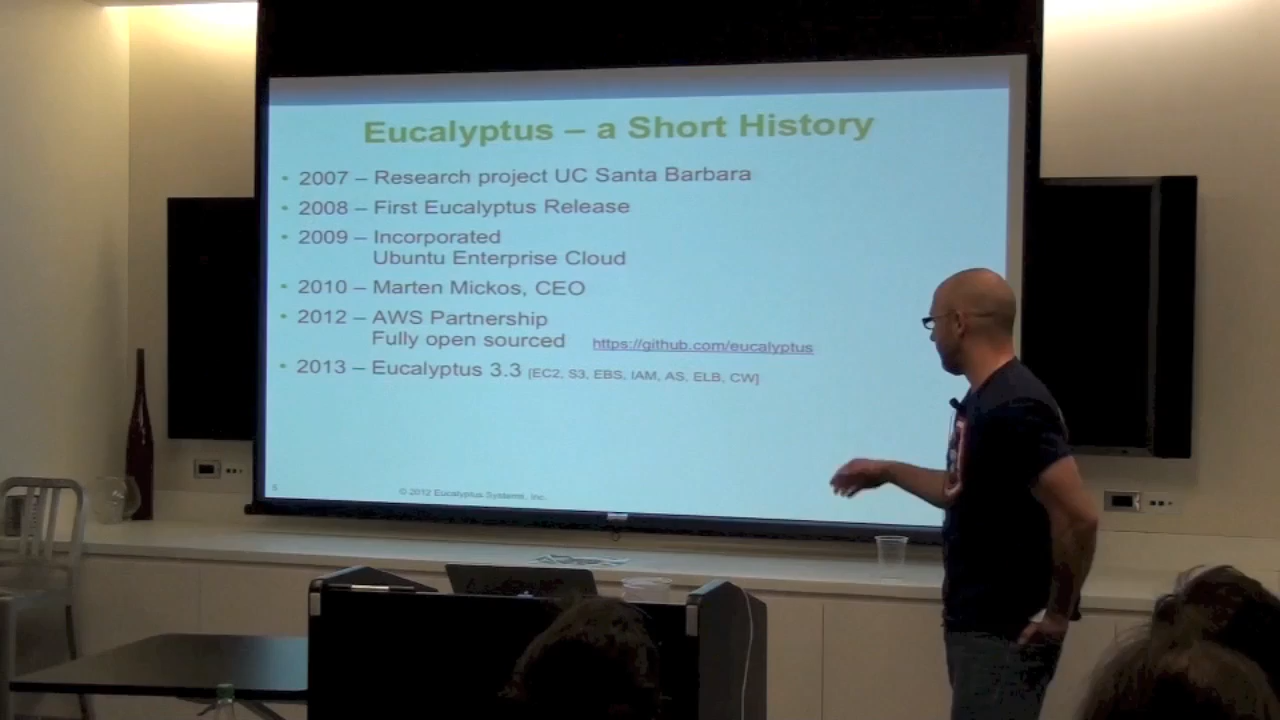 Eucalyptus – a Short History
• 2007 – Research project UC Santa Barbara
• 2008 – First Eucalyptus Release
• 2009 – Incorporated
Ubuntu Enterprise Cloud
• 2010 – Marten Mickos, CEO
• 2012 – AWS Partnership
Fully open sourced https://github.com/eucalyptus
• 2013 – Eucalyptus 3.3 [EC2, S3, EBS, IAM, AS, ELB, CW]
© 2012 Eucalyptus Systems, Inc.